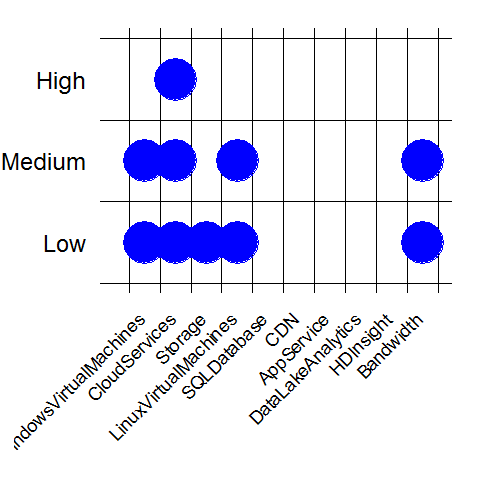 High
Medium
Low
ndowsVirtualMachines
CloudServices
Storage
LinuxVirtualMachines
SQLDatabase
CDN
AppService
DataLakeAnalytics
HDInsight
Bandwidth